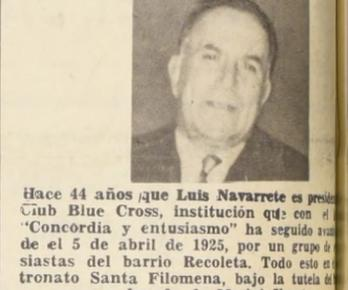 Hace 44 años que Luis Navarrete es preside
Club Blue Cross, institución que con el
"Concordia y entusiasmo" ha seguido ava
de el 5 de abril de 1925, por un grupo de
siastas del barrio Recoleta. Todo esto en
tronato Santa Filomena, bajo la tutela del